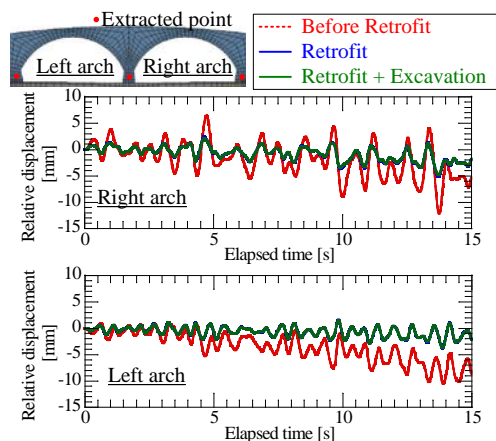 •Extracted point
Left arch
Right arch
Before Retrofit
Retrofit
Retrofit + Excavation
Relative displacement
[mm]
10
5
0
-5
-10
-15
Right arch
0
5
10
15
Elapsed time [s]
Relative displacement
[mm]
10
5
0
-5
-10
-15
Left arch
0
5
10
15
Elapsed time [s]